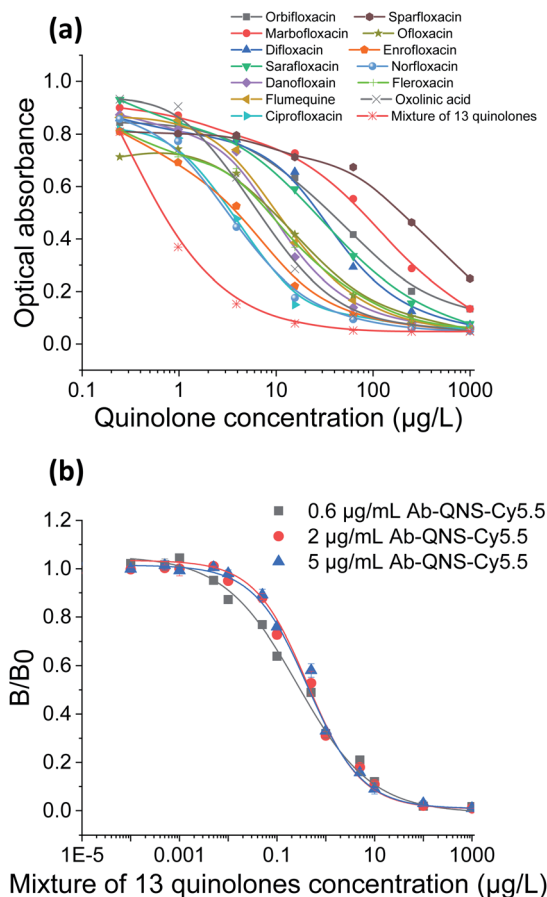 (a)
Orbifloxacin Sparfloxacin
Marbofloxacin Ofloxacin
Difloxacin Enrofloxacin
Sarafloxacin Norfloxacin
Danofloxain Fleroxacin
Flumequine Oxolinic acid
Ciprofloxacin Mixture of 13 quinolones
1.0
0.8
0.6
0.4
0.2
0.0
Optical absorbance
0.1 1 10 100 1000
Quinolone concentration (µg/L)
(b)
0.6 µg/mL Ab-QNS-Cy5.5
2 µg/mL Ab-QNS-Cy5.5
5 µg/mL Ab-QNS-Cy5.5
1.2
1.0
0.8
0.6
0.4
0.2
0.0
B/B0
1E-5 0.001 0.1 10 1000
Mixture of 13 quinolones concentration (µg/L)